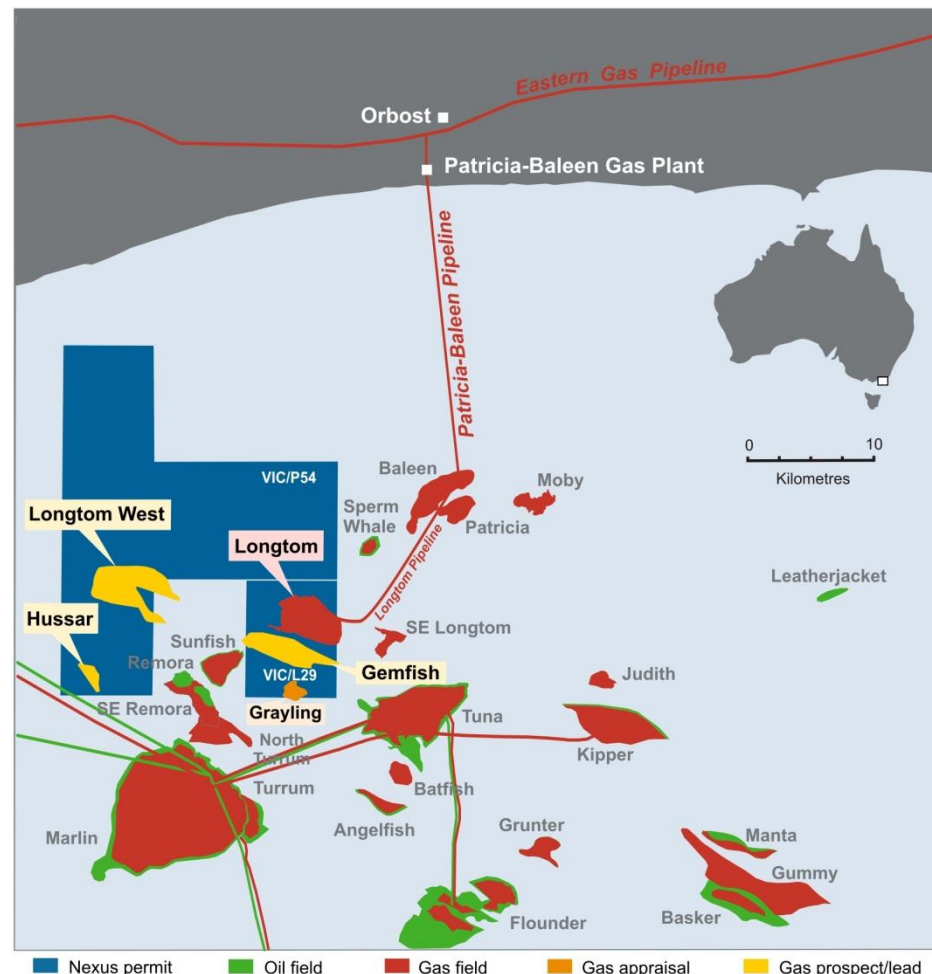 Eastern Gas Pipeline
Orbost
Patricia-Baleen Gas Plant
Patricia-Baleen Pipeline
0 10
Kilometres
VIC/P54
Baleen
Moby
Sperm
Whale
Patricia
Longtom West
Longtom
Longtom Pipeline
Leatherjacket
Hussar
Sunfish
SE Longtom
Remora
VIC/L29
Gemfish
Judith
SE Remora
Grayling
Tuna
North
Turrum
Kipper
Turrum
Batfish
Angelfish
Marlin
Grunter
Manta
Gummy
Flounder
Basker
Nexus permit
Oil field
Gas field
Gas appraisal
Gas prospect/lead